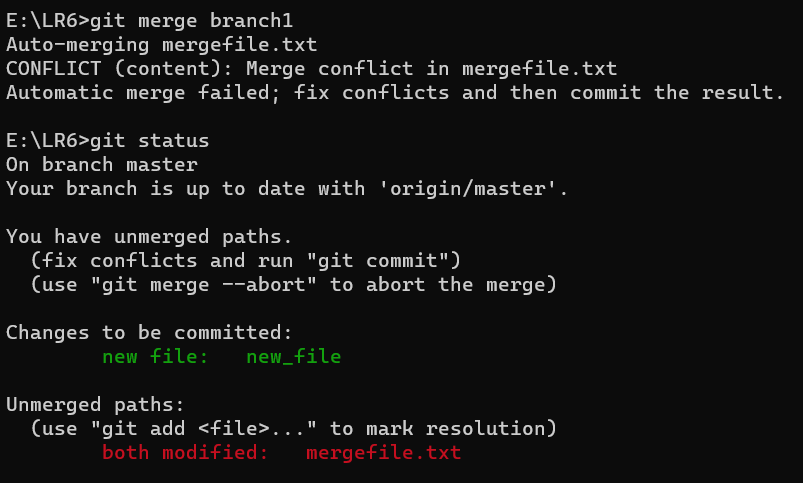 E:\LR6>git merge branch1
Auto-merging mergefile.txt
CONFLICT (content): Merge conflict in mergefile.txt
Automatic merge failed; fix conflicts and then commit the result.

E:\LR6>git status
On branch master
Your branch is up to date with 'origin/master'.

You have unmerged paths.
  (fix conflicts and run "git commit")
  (use "git merge --abort" to abort the merge)

Changes to be committed:
        new file:   new_file

Unmerged paths:
  (use "git add <file>..." to mark resolution)
        both modified:   mergefile.txt